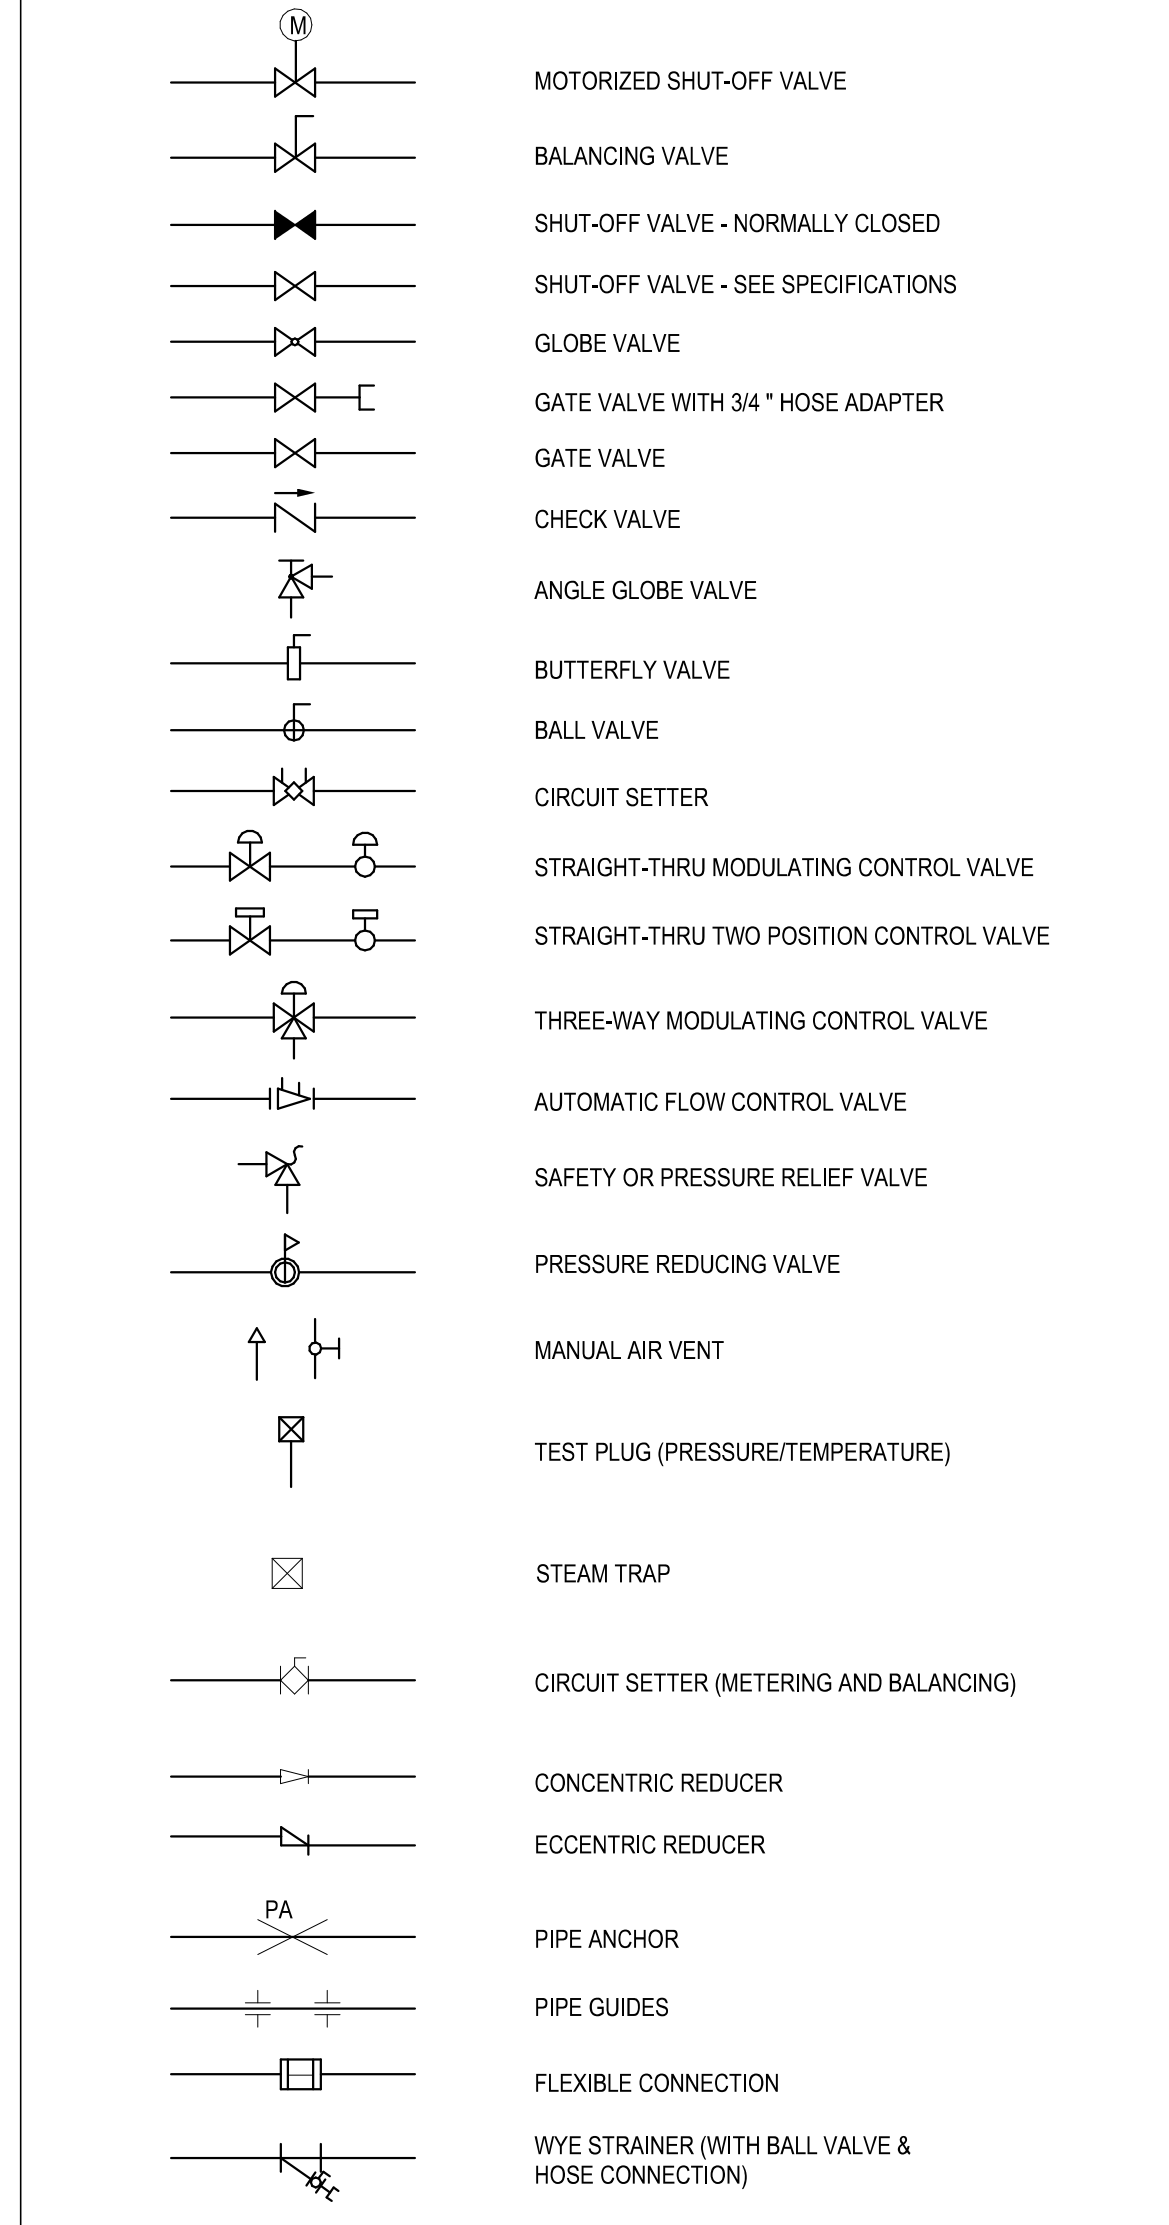 M
MOTORIZED SHUT-OFF VALVE
BALANCING VALVE
SHUT-OFF VALVE - NORMALLY CLOSED
SHUT-OFF VALVE - SEE SPECIFICATIONS
GLOBE VALVE
GATE VALVE WITH 3/4 " HOSE ADAPTER
GATE VALVE
CHECK VALVE
ANGLE GLOBE VALVE
BUTTERFLY VALVE
BALL VALVE
CIRCUIT SETTER
STRAIGHT-THRU MODULATING CONTROL VALVE
STRAIGHT-THRU TWO POSITION CONTROL VALVE
THREE-WAY MODULATING CONTROL VALVE
AUTOMATIC FLOW CONTROL VALVE
SAFETY OR PRESSURE RELIEF VALVE
PRESSURE REDUCING VALVE
MANUAL AIR VENT
TEST PLUG (PRESSURE/TEMPERATURE)
STEAM TRAP
CIRCUIT SETTER (METERING AND BALANCING)
CONCENTRIC REDUCER
ECCENTRIC REDUCER
PA
PIPE ANCHOR
PIPE GUIDES
FLEXIBLE CONNECTION
WYE STRAINER (WITH BALL VALVE &
HOSE CONNECTION)